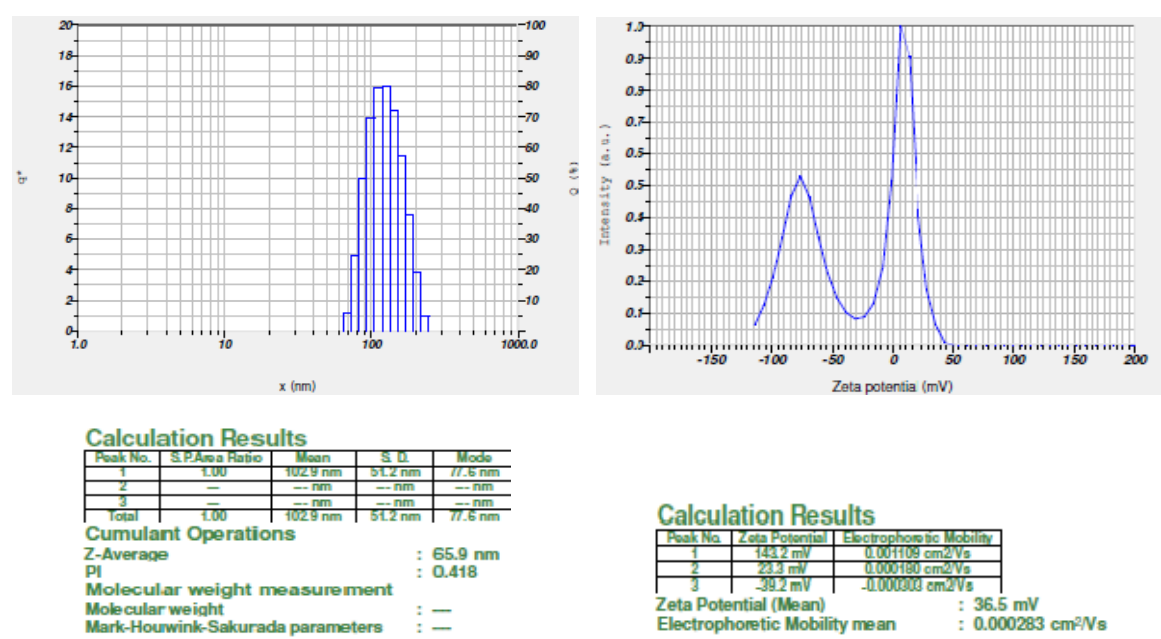 20 100
18 90
16 80
14 70
12 60
10 50
8 40
6 30
4 20
2 10
0
q*
Q (%)
1.0 10 100 1000.0
x (nm)
1.0
0.9
0.9
0.7
0.5
0.5
0.4
0.3
0.2
0.1
0.0
Intensity (a.u.)
-150 -100 -50 0 50 100 150 200
Zeta potential (mV)
Calculation Results
Peak No. S.P.Area Ratio Mean S. D. Mode
1 1.00 102.9 nm 51.2 nm 77.6 nm
2 --- --- nm --- nm --- nm
3 --- --- nm --- nm --- nm
Total 1.00 102.9 nm 51.2 nm 77.6 nm
Cumulant Operations
Z-Average : 65.9 nm
PI : 0.418
Molecular weight measurement
Molecular weight : ---
Mark-Houwink-Sakurada parameters : ---
Calculation Results
Peak No. Zeta Potential Electrophoretic Mobility
1 143.2 mV 0.001109 cm2/Vs
2 23.3 mV 0.000180 cm2/Vs
3 -39.2 mV -0.000303 cm2/Vs
Zeta Potential (Mean) : 36.5 mV
Electrophoretic Mobility mean : 0.000283 cm²/Vs